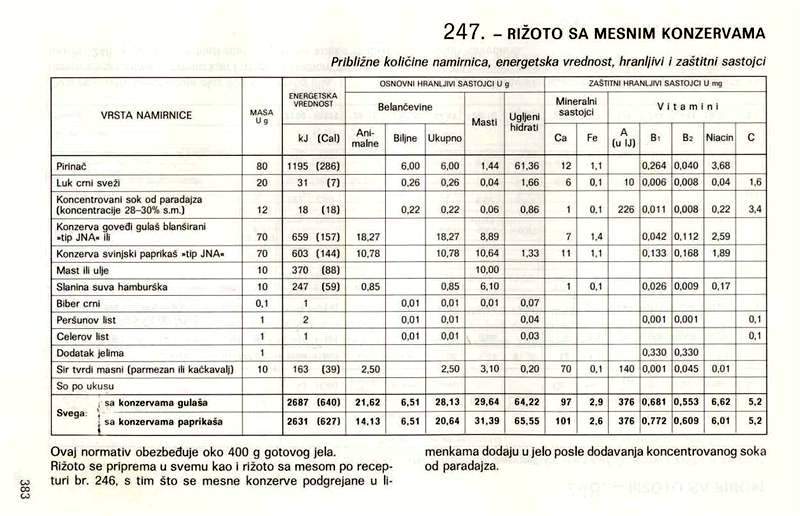 247. – RIŽOTO SA MESNIM KONZERVAMA
Približne količine namirnica, energetska vrednost, hranljivi i zaštitni sastojci
VRSTA NAMIRNICE MASA U g ENERGETSKA VREDNOST OSNOVNI HRANLJIVI SASTOJCI U g ZAŠTITNI HRANLJIVI SASTOJCI U mg
Belančevine Masti Ugljeni hidrati Mineralni sastojci Vitamini
kJ (Cal) Ani-malne Biljne Ukupno Ca Fe A (u IJ) B1 B2 Niacin C
Pirinač 80 1195 (286) 6,00 6,00 1,44 61,36 12 1,1 0,264 0,040 3,68
Luk crni sveži 20 31 (7) 0,26 0,26 0,04 1,66 6 0,1 10 0,006 0,008 0,04 1,6
Koncentrovani sok od paradajza
(koncentracije 28–30% s.m.) 12 18 (18) 0,22 0,22 0,06 0,86 1 0,1 226 0,011 0,008 0,22 3,4
Konzerva goveđi gulaš blanširani
»tip JNA« ili 70 659 (157) 18,27 18,27 8,89 7 1,4 0,042 0,112 2,59
Konzerva svinjski paprikaš »tip JNA« 70 603 (144) 10,78 10,78 10,64 1,33 11 1,1 0,133 0,168 1,89
Mast ili ulje 10 370 (88) 10,00
Slanina suva hamburška 10 247 (59) 0,85 0,85 6,10 1 0,1 0,026 0,009 0,17
Biber crni 0,1 1 0,01 0,01 0,01 0,07
Peršunov list 1 2 0,01 0,01 0,04 0,001 0,001 0,1
Celerov list 1 1 0,01 0,01 0,03 0,1
Dodatak jelima 1 0,330 0,330
Sir tvrdi masni (parmezan ili kačkavalj) 10 163 (39) 2,50 2,50 3,10 0,20 70 0,1 140 0,001 0,045 0,01
So po ukusu
Svega: sa konzervama gulaša 2687 (640) 21,62 6,51 28,13 29,64 64,22 97 2,9 376 0,681 0,553 6,62 5,2
sa konzervama paprikaša 2631 (627) 14,13 6,51 20,64 31,39 65,55 101 2,6 376 0,772 0,609 6,01 5,2
Ovaj normativ obezbeđuje oko 400 g gotovog jela.
Rižoto se priprema u svemu kao i rižoto sa mesom po recep-
turi br. 246, s tim što se mesne konzerve podgrejane u li-
menkama dodaju u jelo posle dodavanja koncentrovanog soka
od paradajza.
383